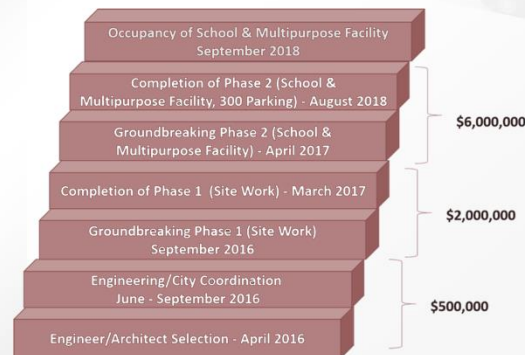 Occupancy of School & Multipurpose Facility
September 2018
Completion of Phase 2 (School &
Multipurpose Facility, 300 Parking) - August 2018
Groundbreaking Phase 2 (School &
Multipurpose Facility) - April 2017
$6,000,000
Completion of Phase 1 (Site Work) - March 2017
Groundbreaking Phase 1 (Site Work)
September 2016
$2,000,000
Engineering/City Coordination
June - September 2016
Engineer/Architect Selection - April 2016
$500,000